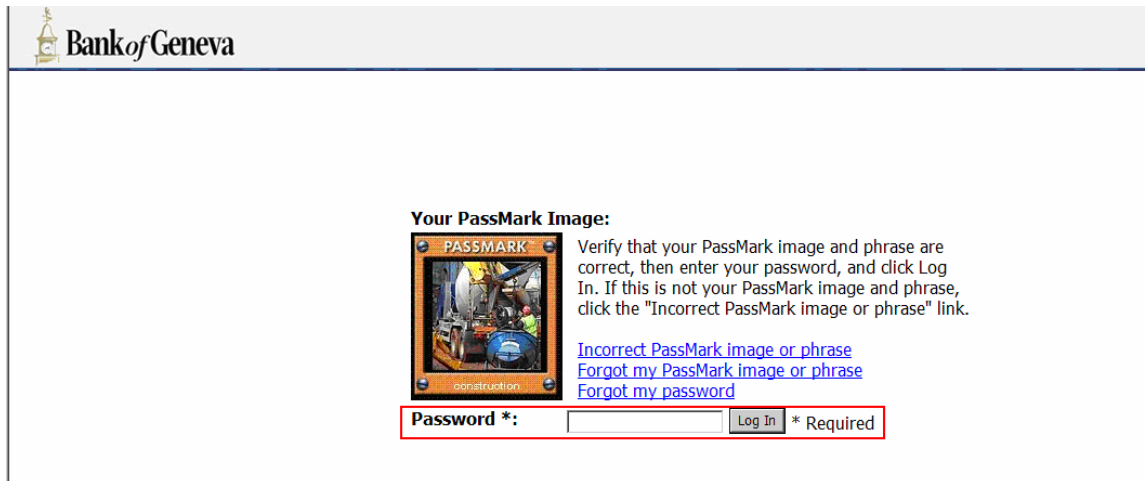 Bank of Geneva
Your PassMark Image:
PASSMARK
construction
Verify that your PassMark image and phrase are
correct, then enter your password, and click Log
In. If this is not your PassMark image and phrase,
click the "Incorrect PassMark image or phrase" link.
Incorrect PassMark image or phrase
Forgot my PassMark image or phrase
Forgot my password
Password *: Log In * Required